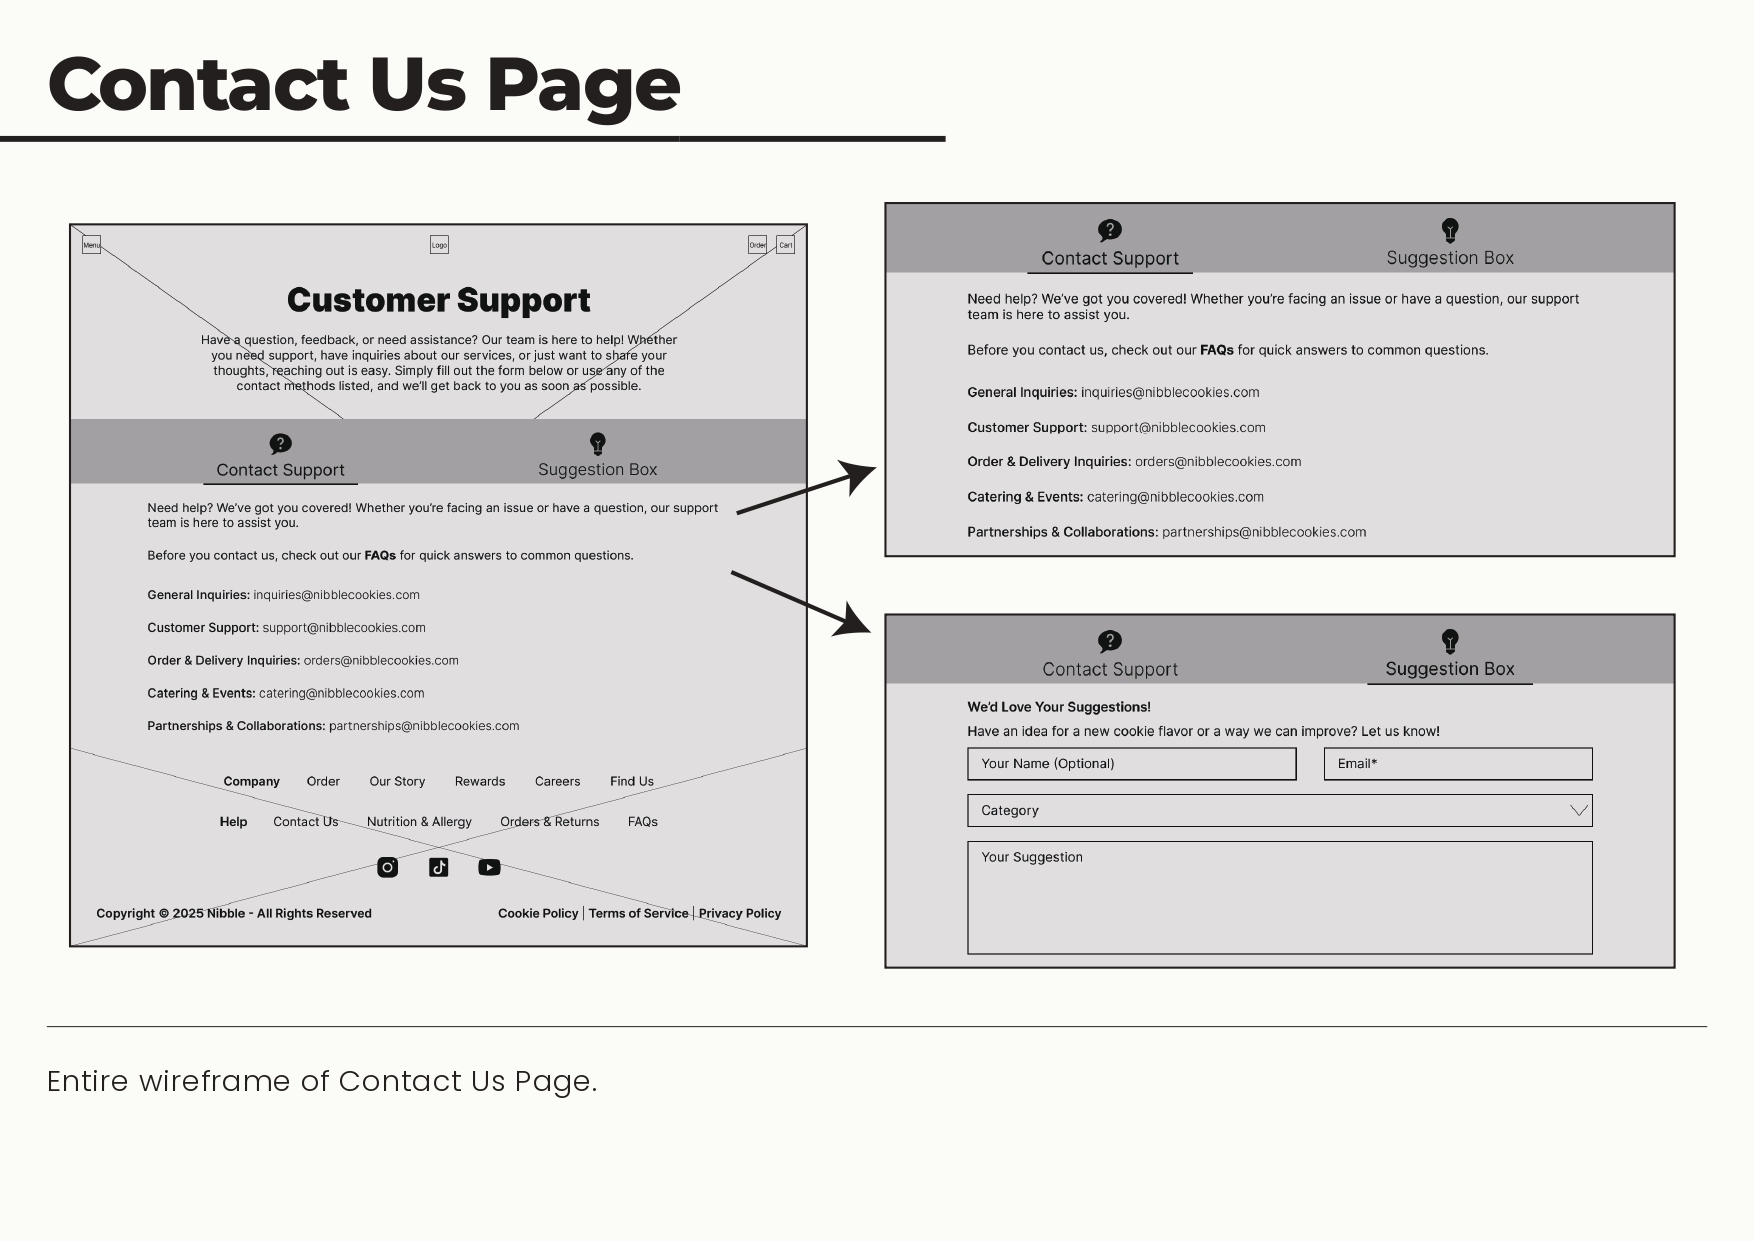 Contact Us Page
Menu
Logo
Order
Cart
Customer Support
Have a question, feedback, or need assistance? Our team is here to help! Whether
you need support, have inquiries about our services, or just want to share your
thoughts, reaching out is easy. Simply fill out the form below or use any of the
contact methods listed, and we'll get back to you as soon as possible.
Contact Support
Suggestion Box
Need help? We've got you covered! Whether you're facing an issue or have a question, our support
team is here to assist you.
Before you contact us, check out our FAQs for quick answers to common questions.
General Inquiries: inquiries@nibblecookies.com
Customer Support: support@nibblecookies.com
Order & Delivery Inquiries: orders@nibblecookies.com
Catering & Events: catering@nibblecookies.com
Partnerships & Collaborations: partnerships@nibblecookies.com
Company Order Our Story Rewards Careers Find Us
Help Contact Us Nutrition & Allergy Orders & Returns FAQs
Copyright © 2025 Nibble - All Rights Reserved
Cookie Policy | Terms of Service | Privacy Policy
Contact Support
Suggestion Box
Need help? We've got you covered! Whether you're facing an issue or have a question, our support
team is here to assist you.
Before you contact us, check out our FAQs for quick answers to common questions.
General Inquiries: inquiries@nibblecookies.com
Customer Support: support@nibblecookies.com
Order & Delivery Inquiries: orders@nibblecookies.com
Catering & Events: catering@nibblecookies.com
Partnerships & Collaborations: partnerships@nibblecookies.com
Contact Support
Suggestion Box
We'd Love Your Suggestions!
Have an idea for a new cookie flavor or a way we can improve? Let us know!
Your Name (Optional)
Email*
Category
Your Suggestion
Entire wireframe of Contact Us Page.